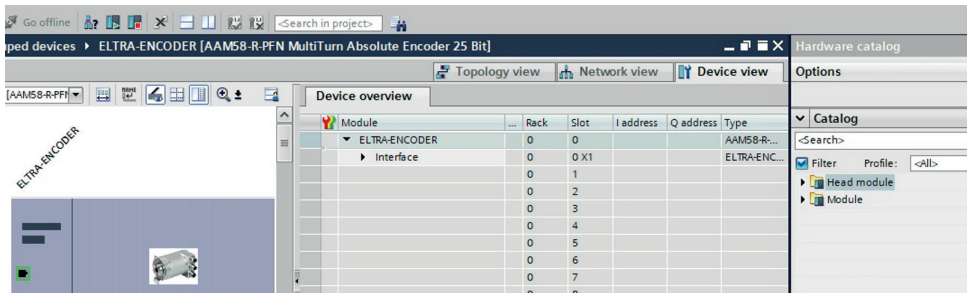 Go offline <Search in project>
ped devices ▸ ELTRA-ENCODER [AAM58-R-PFN MultiTurn Absolute Encoder 25 Bit] Hardware catalog
Topology view Network view Device view Options
[AAM58-R-PFN Device overview
Module ... Rack Slot I address Q address Type Catalog
ELTRA-ENCODER 0 0 AAM58-R-... <Search>
Interface 0 0 X1 ELTRA-ENC... Filter Profile: <All>
0 1 Head module
0 2 Module
0 3
0 4
0 5
0 6
0 7
ELTRA-ENCODER